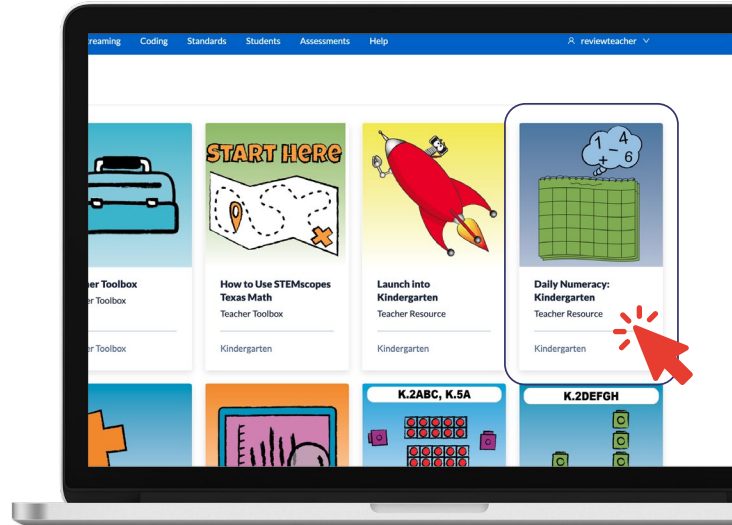 treaming Coding Standards Students Assessments Help reviewteacher
START HERE
1 - 4
+ 6
er Toolbox
er Toolbox
er Toolbox
How to Use STEMscopes
Texas Math
Teacher Toolbox
Kindergarten
Launch into
Kindergarten
Teacher Resource
Kindergarten
Daily Numeracy:
Kindergarten
Teacher Resource
Kindergarten
K.2ABC, K.5A
K.2DEFGH